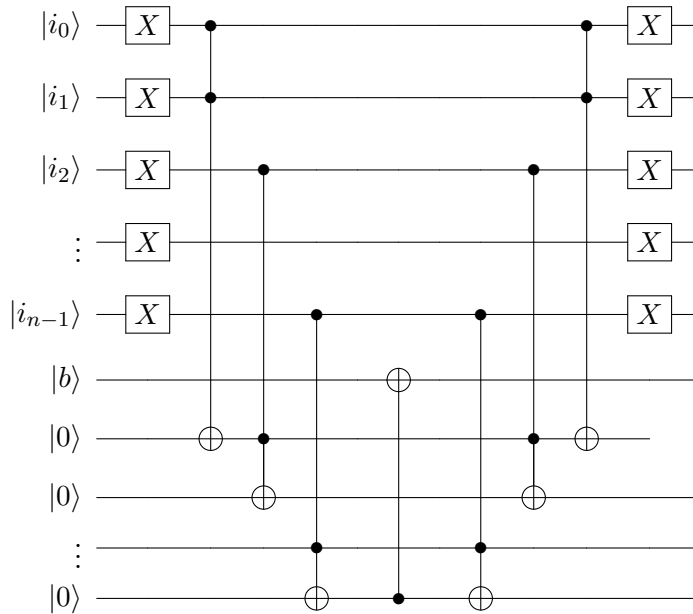 |i₀⟩ X X
|i₁⟩ X X
|i₂⟩ X X
⋮ X X
|iₙ₋₁⟩ X X
|b⟩
|0⟩
|0⟩
⋮
|0⟩